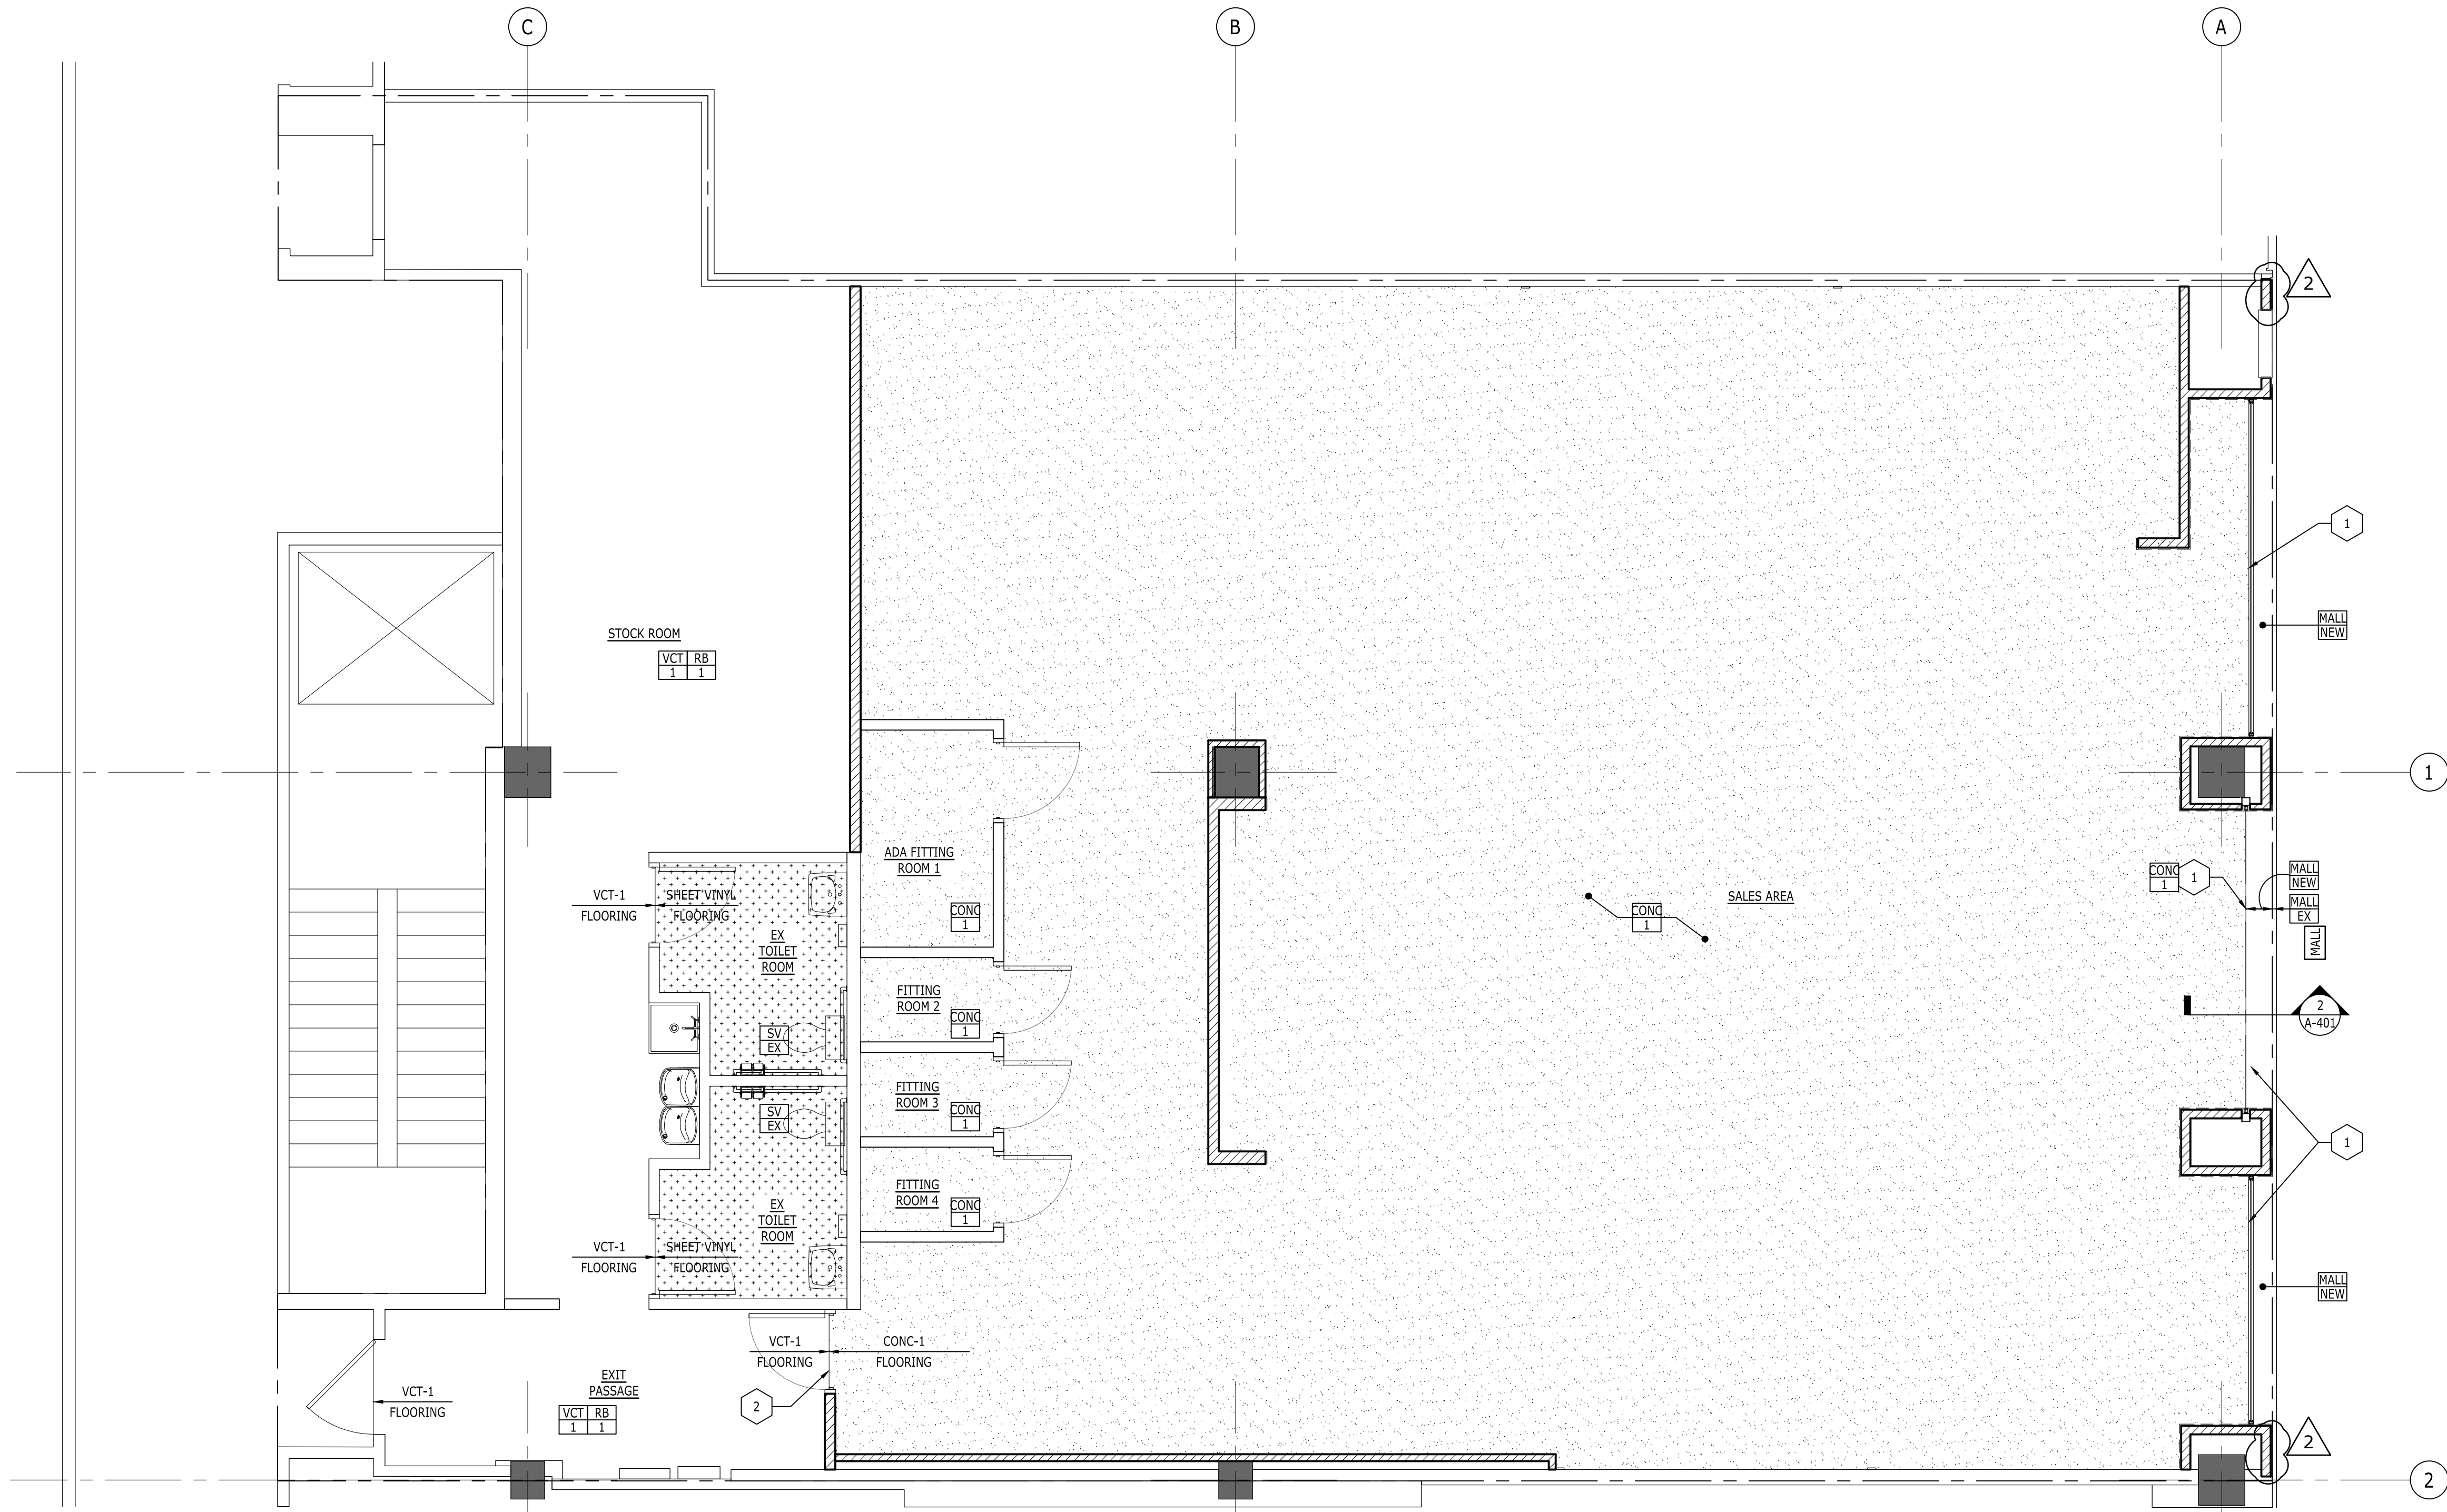 C
B
A
2
1
STOCK ROOM
MALL
NEW
VCT RB
1 1
1
ADA FITTING
ROOM 1
CONC
1
1
MALL
NEW
VCT-1
FLOORING
SHEET VINYL
FLOORING
SALES AREA
CONC
1
CONC
1
MALL
EX
MALL
EX
TOILET
ROOM
FITTING
ROOM 2
CONC
1
2
A-401
SV
EX
FITTING
ROOM 3
CONC
1
SV
EX
1
FITTING
ROOM 4
CONC
1
EX
TOILET
ROOM
VCT-1
FLOORING
SHEET VINYL
FLOORING
MALL
NEW
VCT-1
FLOORING
CONC-1
FLOORING
EXIT
PASSAGE
VCT-1
FLOORING
VCT RB
1 1
2
2
2